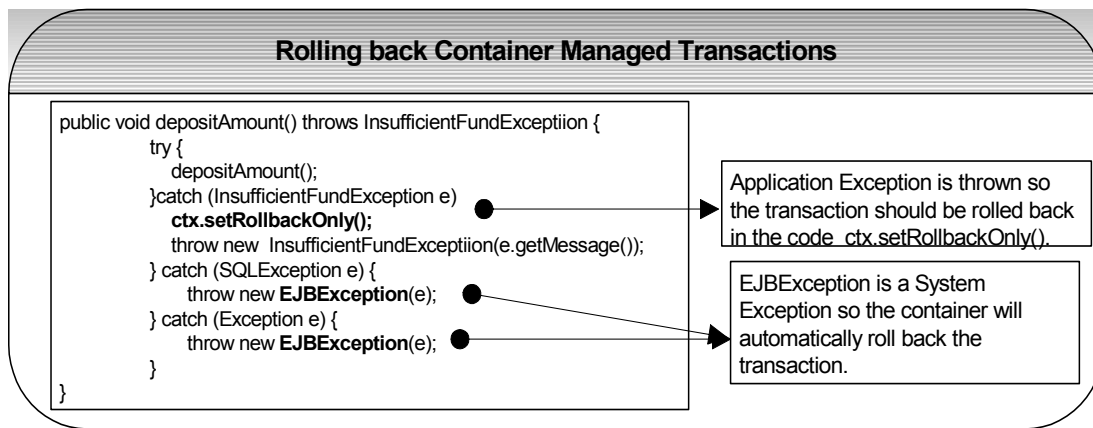 Rolling back Container Managed Transactions
public void depositAmount() throws InsufficientFundExceptiion {
try {
depositAmount();
}catch (InsufficientFundException e)
ctx.setRollbackOnly();
throw new InsufficientFundExceptiion(e.getMessage());
} catch (SQLException e) {
throw new EJBException(e);
} catch (Exception e) {
throw new EJBException(e);
}
}
Application Exception is thrown so
the transaction should be rolled back
in the code ctx.setRollbackOnly().
EJBException is a System
Exception so the container will
automatically roll back the
transaction.